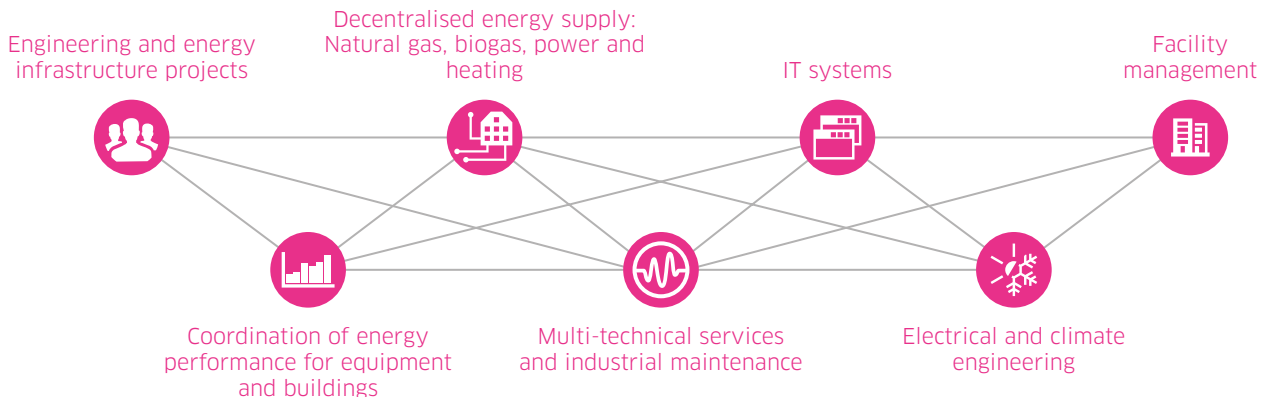 Engineering and energy
infrastructure projects
Decentralised energy supply:
Natural gas, biogas, power and
heating
IT systems
Facility
management
Coordination of energy
performance for equipment
and buildings
Multi-technical services
and industrial maintenance
Electrical and climate
engineering